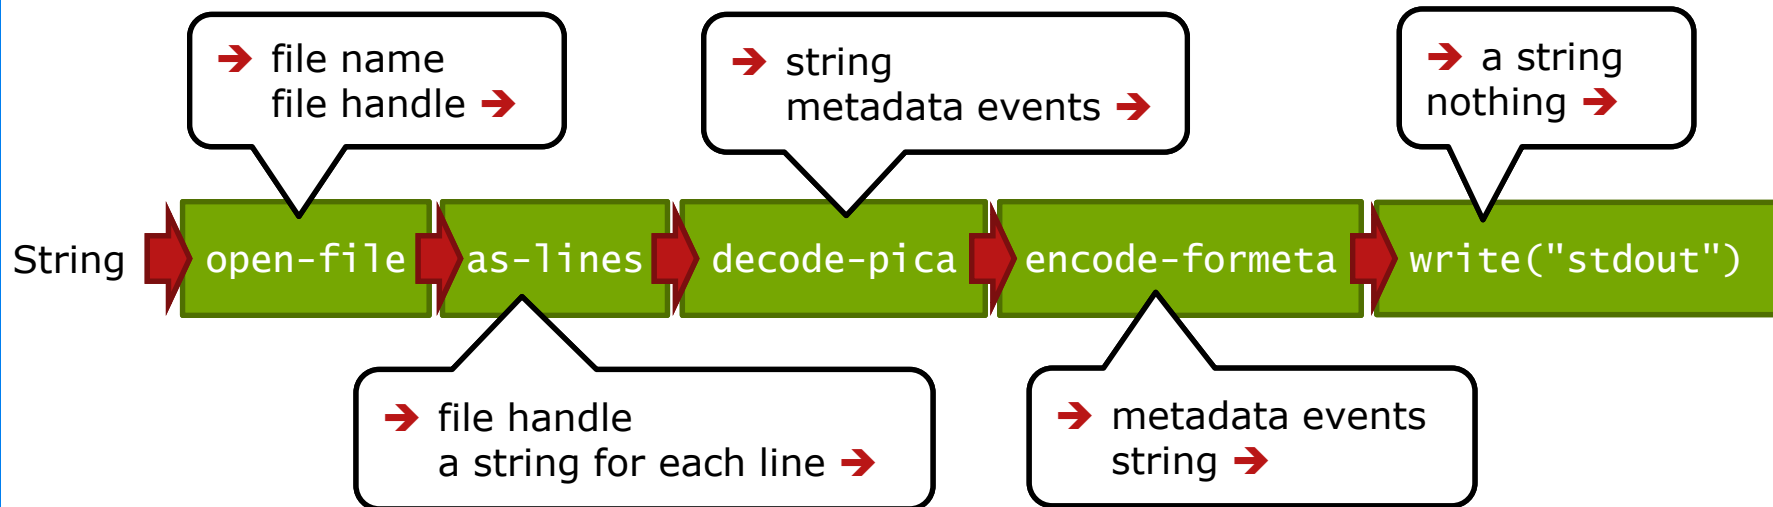 ➔ file name
file handle ➔
➔ string
metadata events ➔
➔ a string
nothing ➔
String
open-file
as-lines
decode-pica
encode-formeta
write("stdout")
➔ file handle
a string for each line ➔
➔ metadata events
string ➔